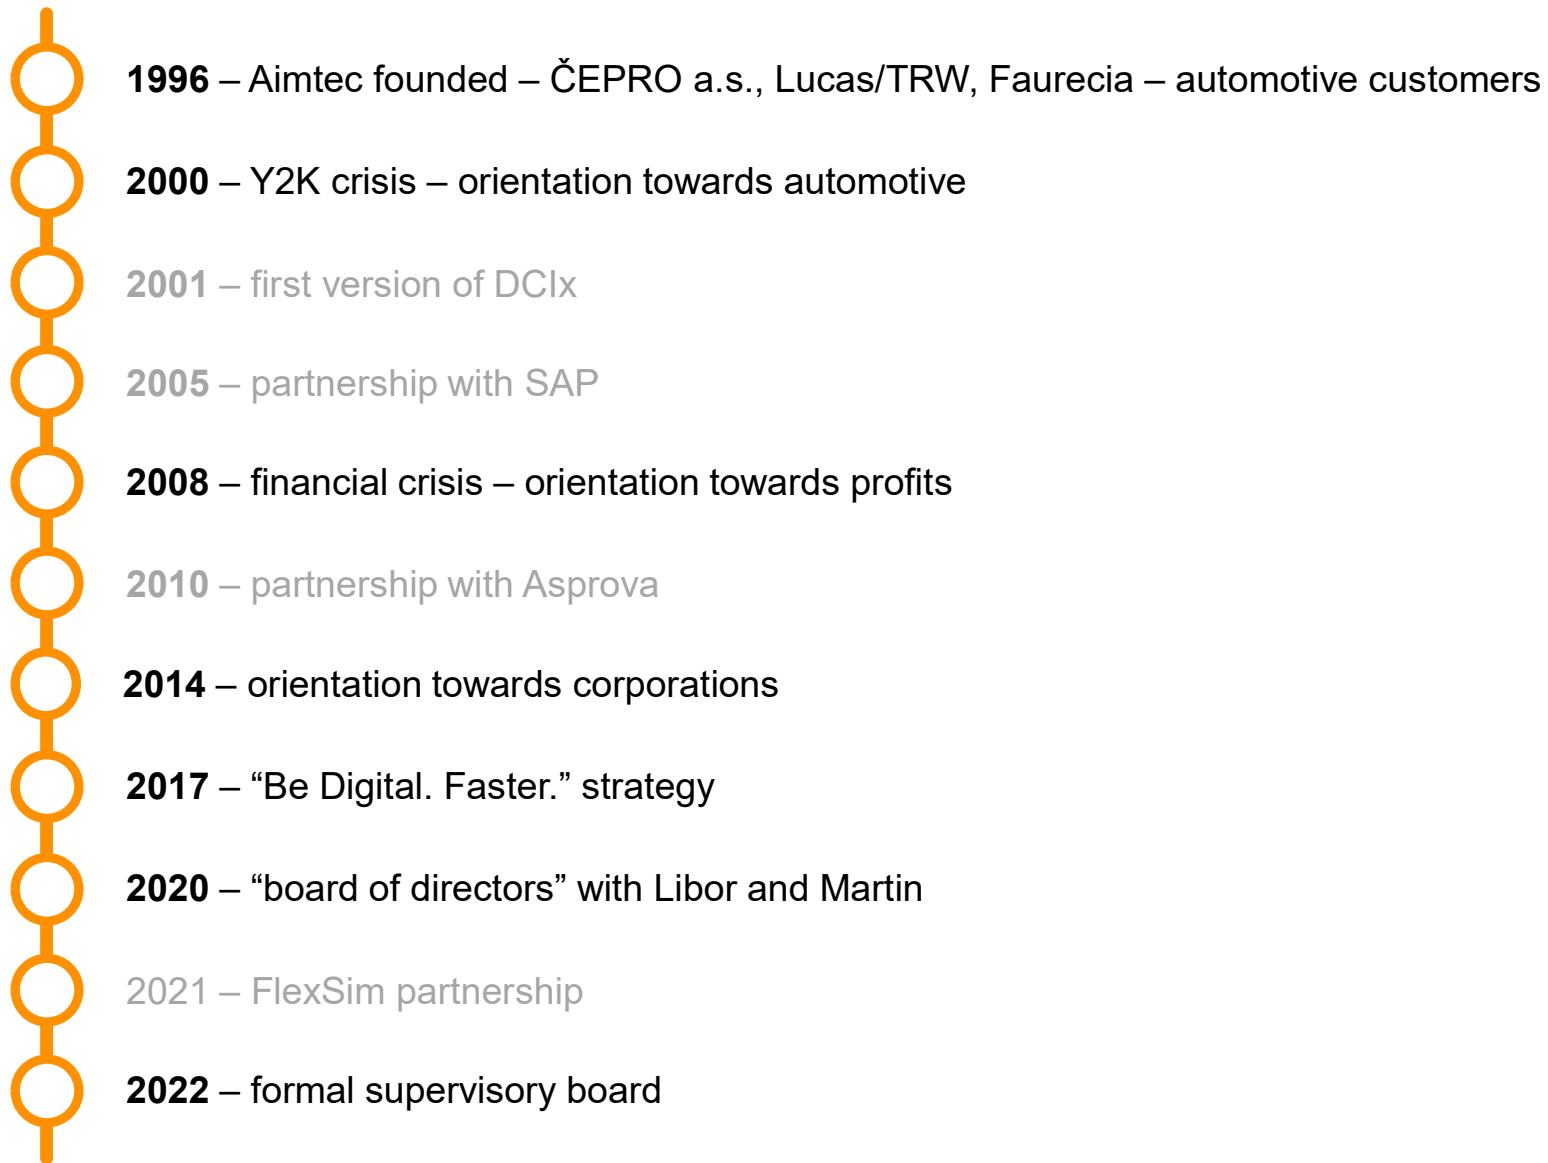 1996 – Aimtec founded – ČEPRO a.s., Lucas/TRW, Faurecia – automotive customers
2000 – Y2K crisis – orientation towards automotive
2001 – first version of DCIx
2005 – partnership with SAP
2008 – financial crisis – orientation towards profits
2010 – partnership with Asprova
2014 – orientation towards corporations
2017 – “Be Digital. Faster.” strategy
2020 – “board of directors” with Libor and Martin
2021 – FlexSim partnership
2022 – formal supervisory board